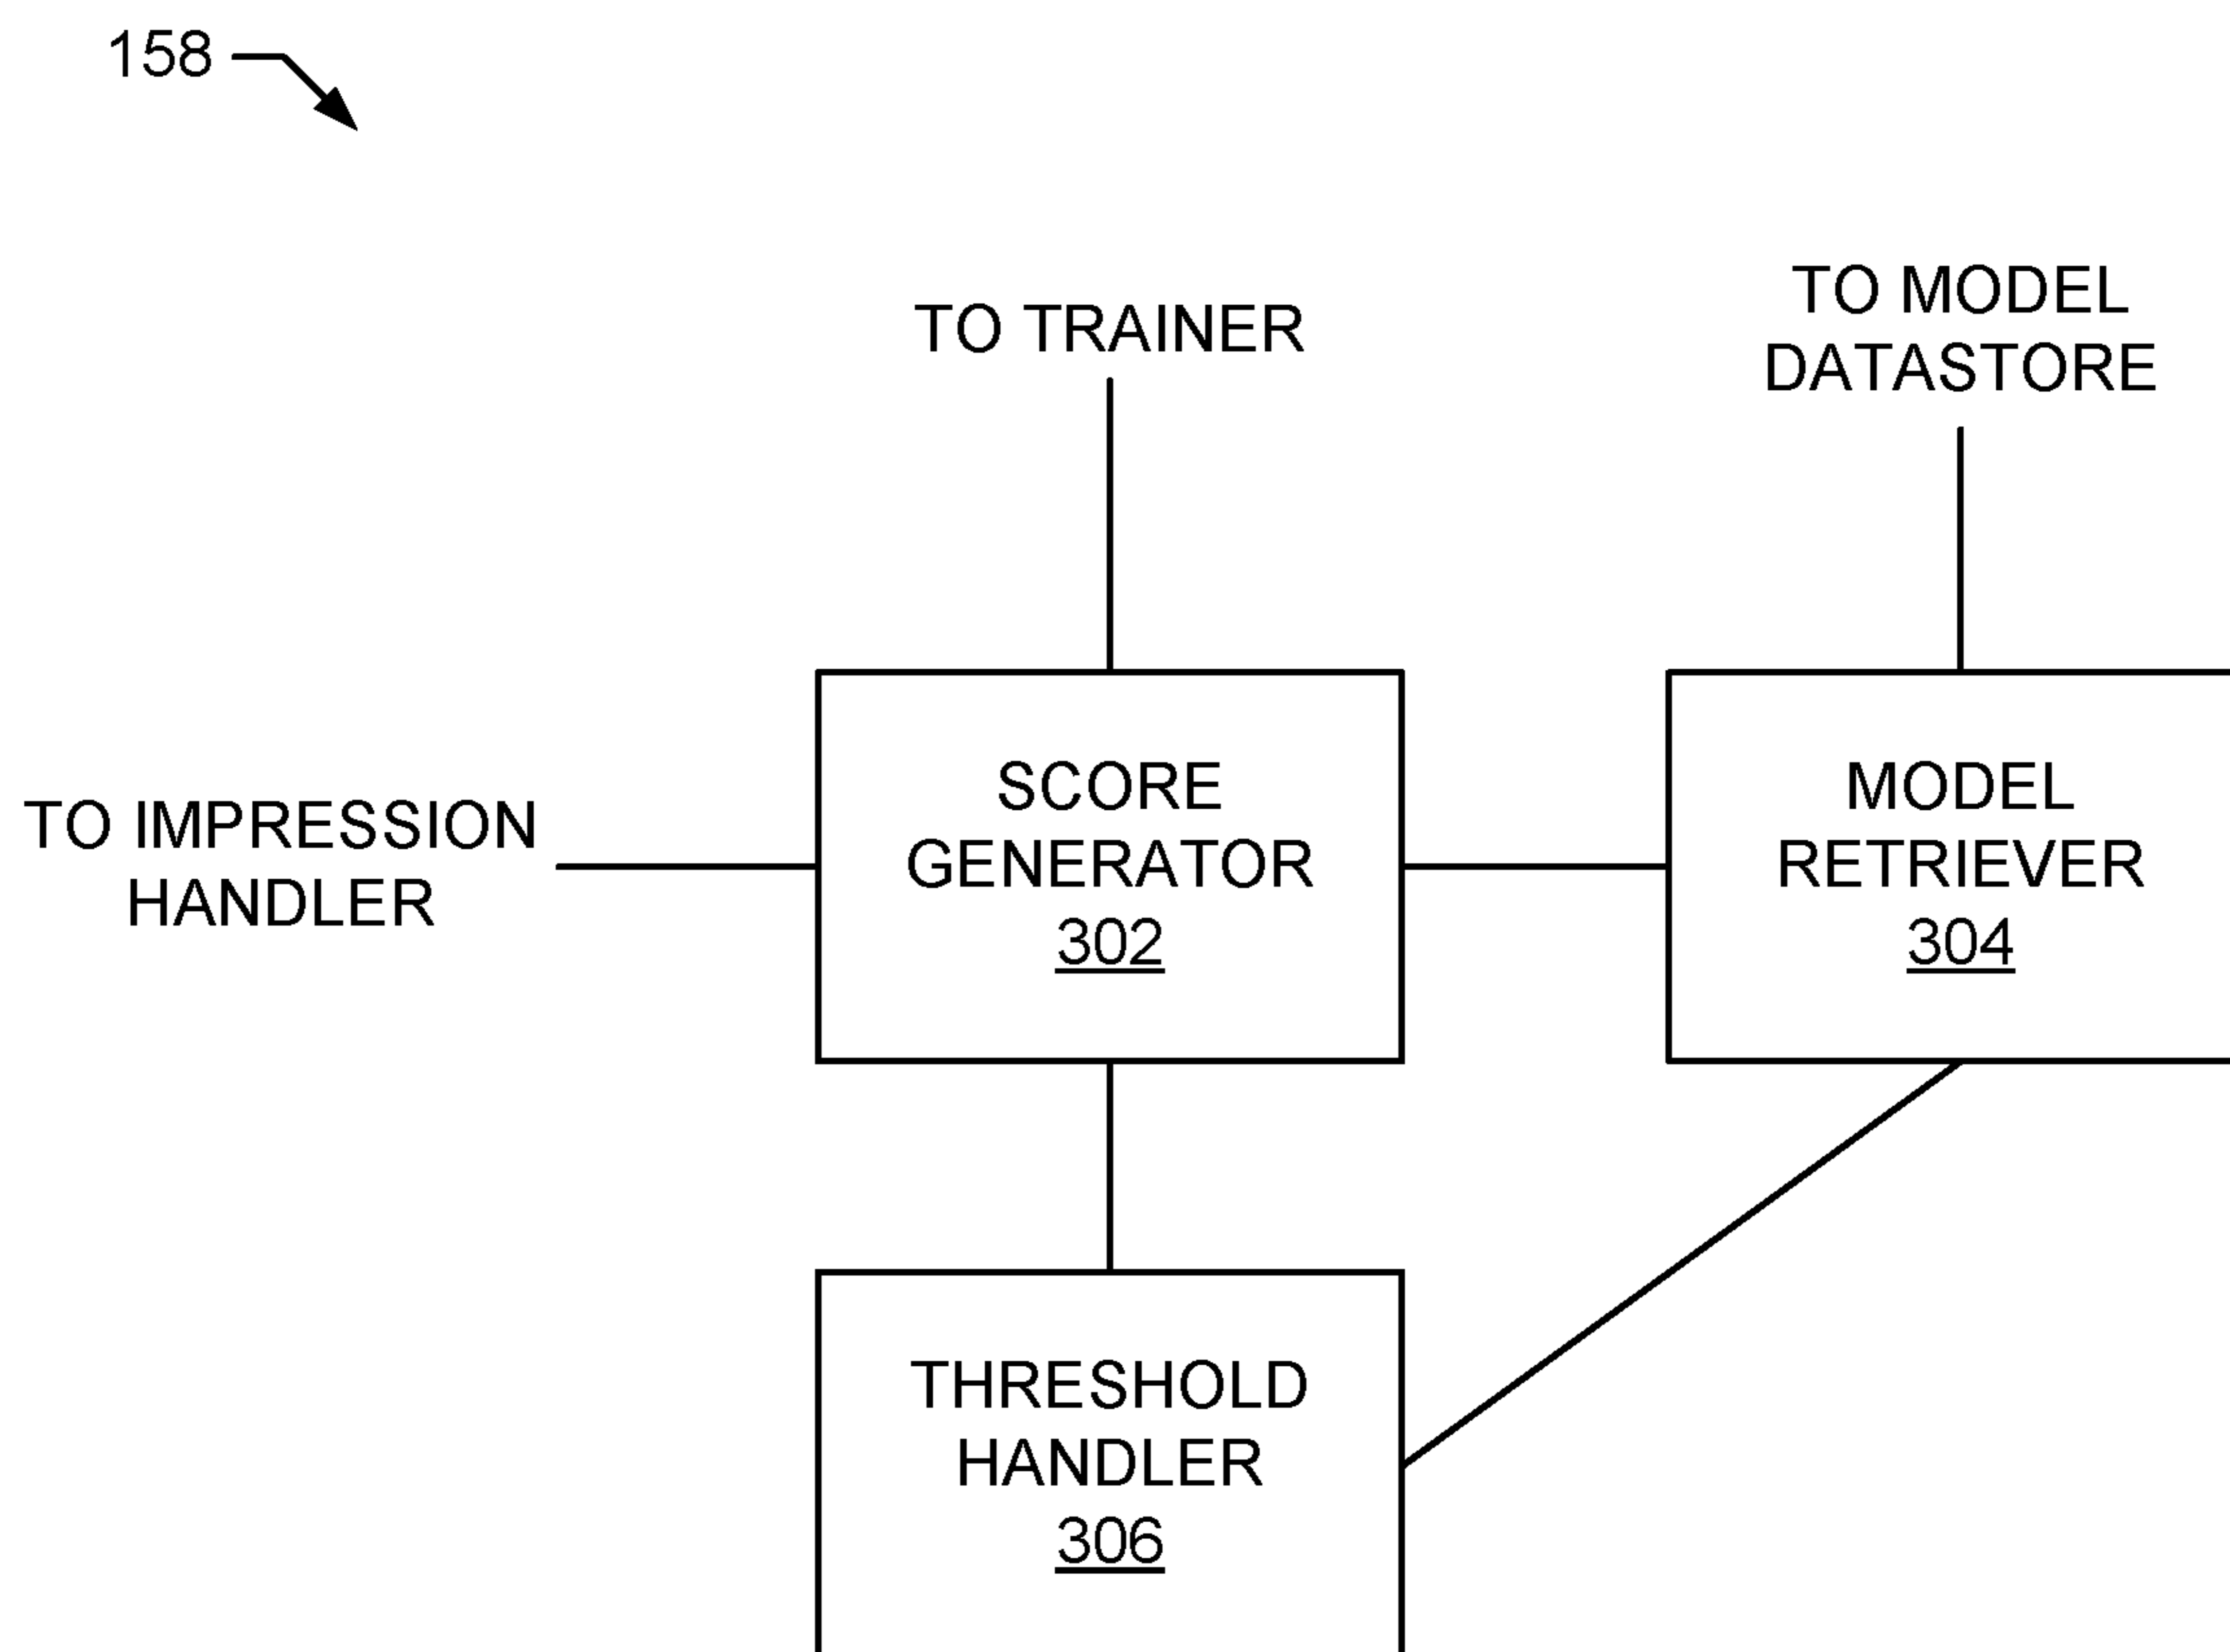 158
TO TRAINER
TO MODEL
DATASTORE
TO IMPRESSION
HANDLER
SCORE
GENERATOR
302
MODEL
RETRIEVER
304
THRESHOLD
HANDLER
306